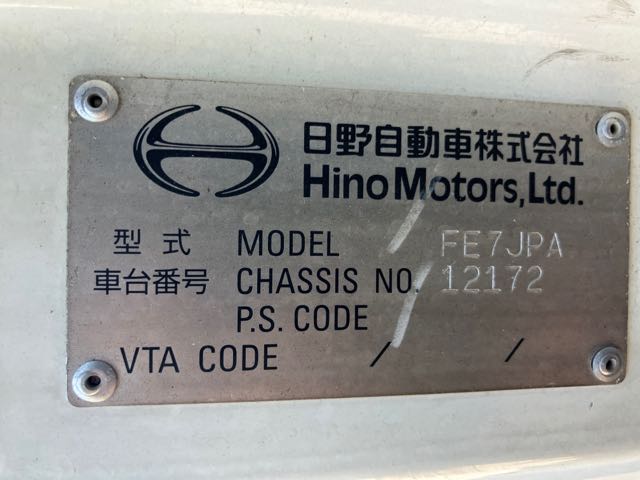 日野自動車株式会社
Hino Motors, Ltd.
型式 MODEL FE7JPA
車台番号 CHASSIS NO. 12172
P.S. CODE
VTA CODE / /